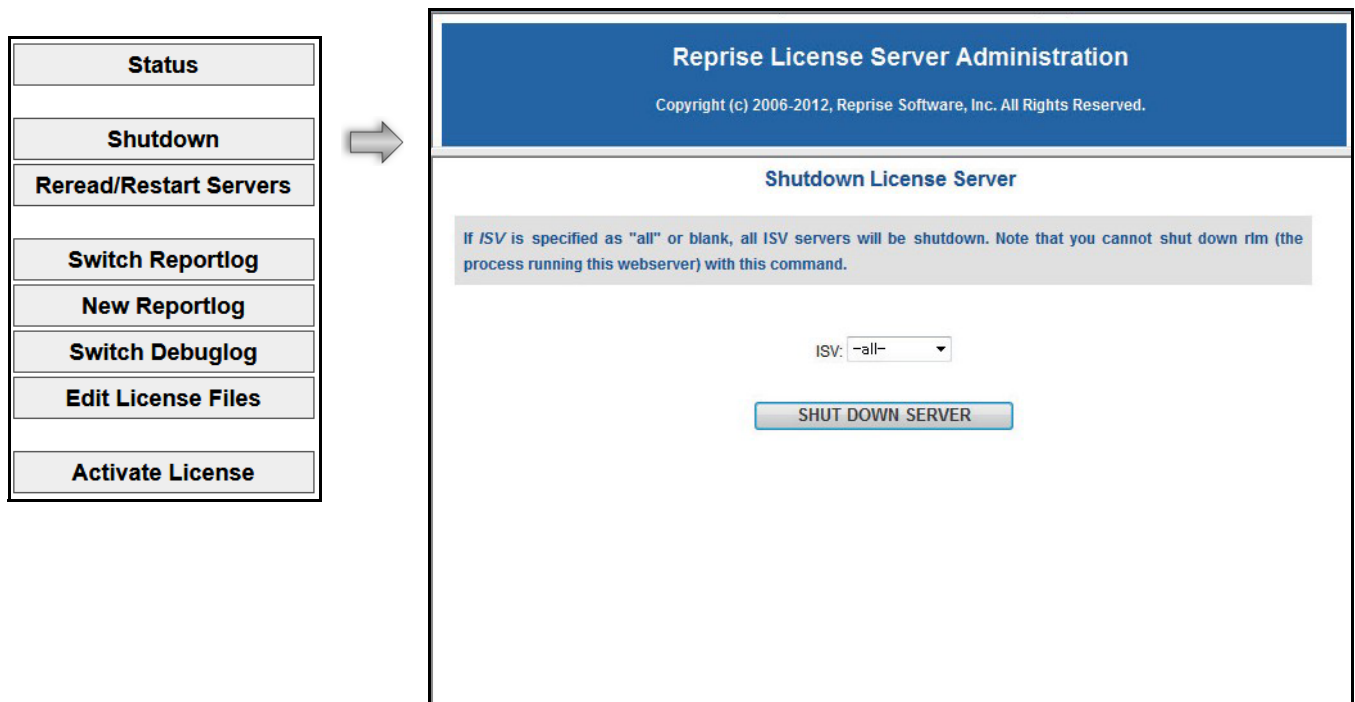 Status
Shutdown
Reread/Restart Servers
Switch Reportlog
New Reportlog
Switch Debuglog
Edit License Files
Activate License
Reprise License Server Administration
Copyright (c) 2006-2012, Reprise Software, Inc. All Rights Reserved.
Shutdown License Server
If ISV is specified as "all" or blank, all ISV servers will be shutdown. Note that you cannot shut down rlm (the
process running this webserver) with this command.
ISV: -all-
SHUT DOWN SERVER